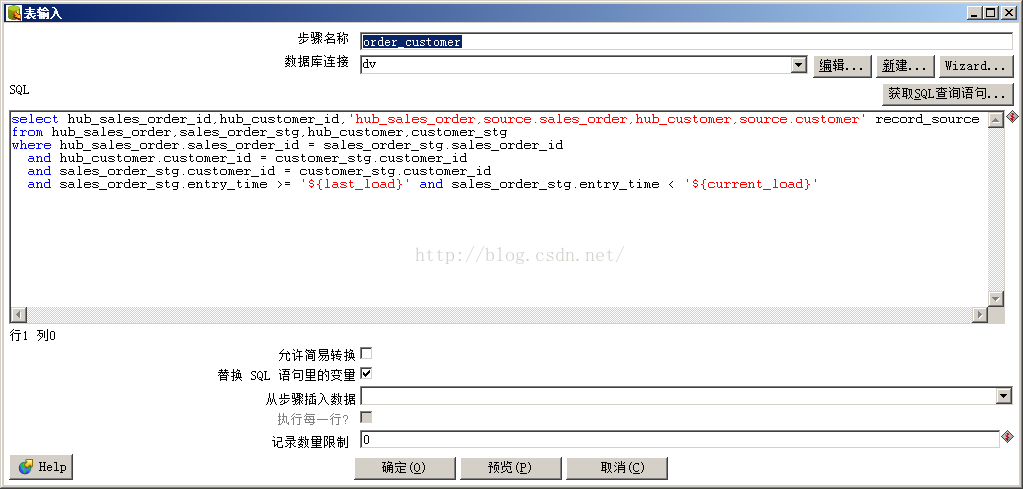 表输入
步骤名称 order_customer
数据库连接 dv 编辑... 新建... Wizard...
SQL 获取SQL查询语句...
select hub_sales_order_id,hub_customer_id,'hub_sales_order,source.sales_order,hub_customer,source.customer' record_source
from hub_sales_order,sales_order_stg,hub_customer,customer_stg
where hub_sales_order.sales_order_id = sales_order_stg.sales_order_id
and hub_customer.customer_id = customer_stg.customer_id
and sales_order_stg.customer_id = customer_stg.customer_id
and sales_order_stg.entry_time >= '${last_load}' and sales_order_stg.entry_time < '${current_load}'
http://blog.csdn.net/
行1 列0
允许简易转换
替换 SQL 语句里的变量
从步骤插入数据
执行每一行?
记录数量限制 0
Help 确定(O) 预览(P) 取消(C)